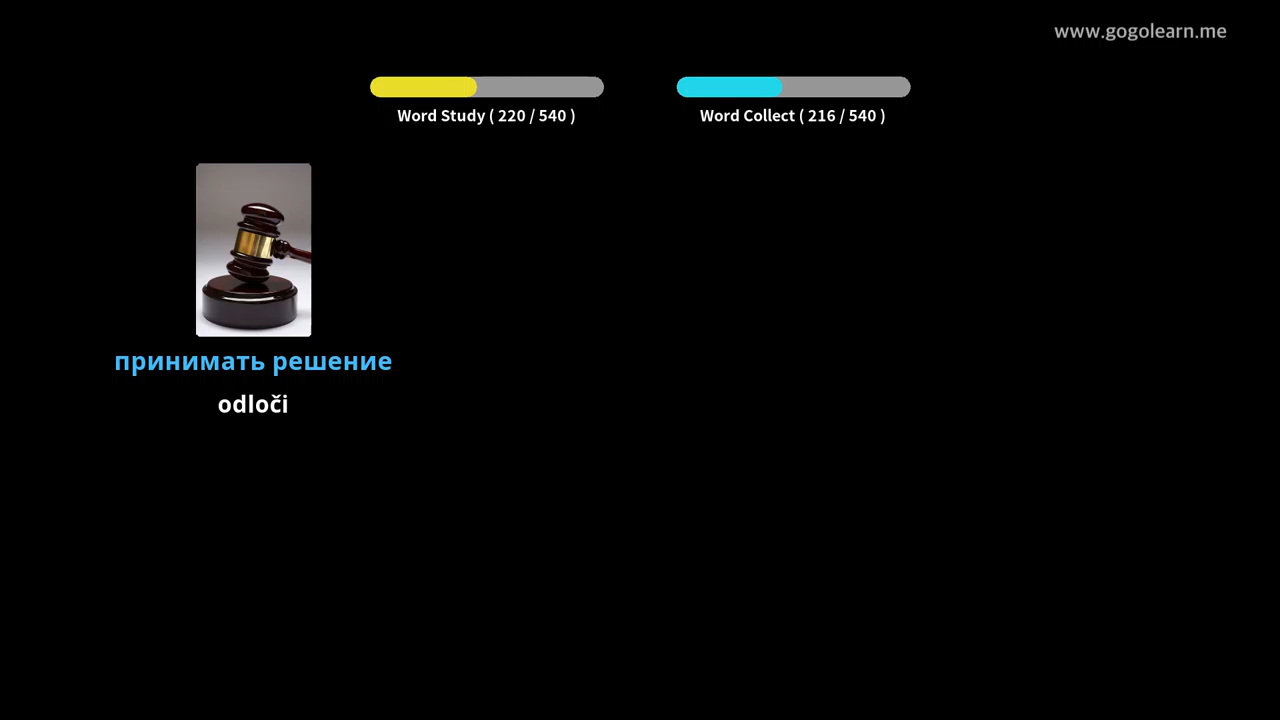 www.gogolearn.me
Word Study ( 220 / 540 )
Word Collect ( 216 / 540 )
принимать решение
odloči